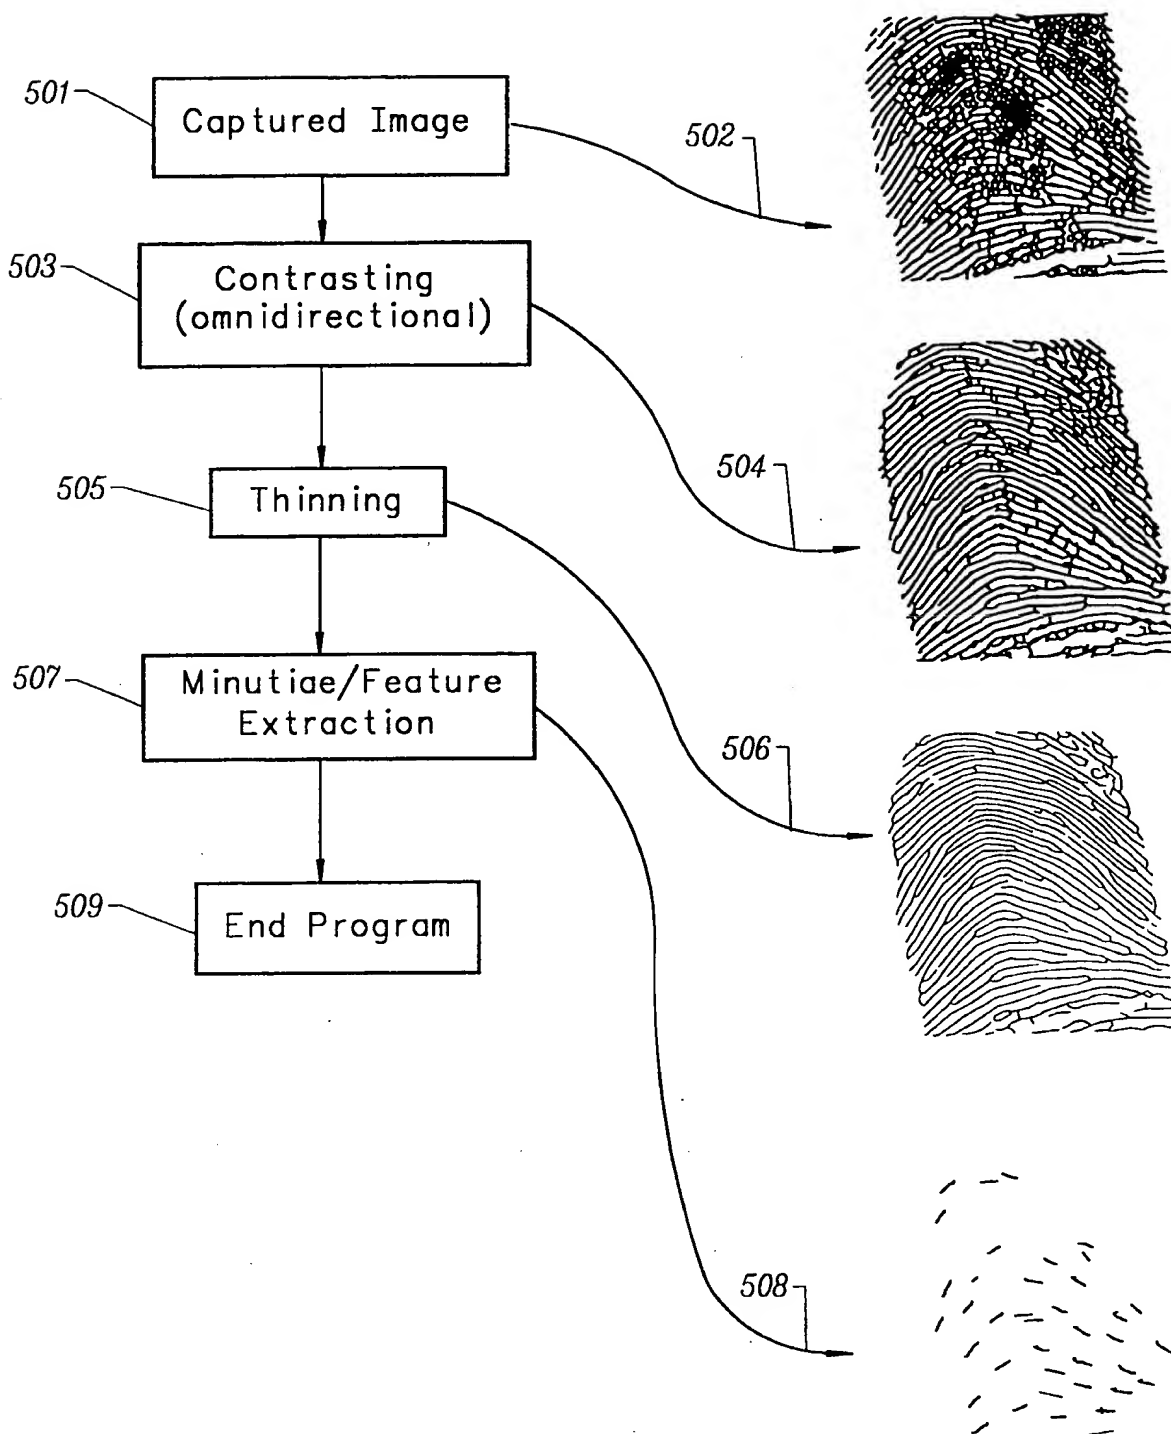 501
Captured Image
502
503
Contrasting
(omnidirectional)
504
505
Thinning
506
507
Minutiae/Feature
Extraction
508
509
End Program